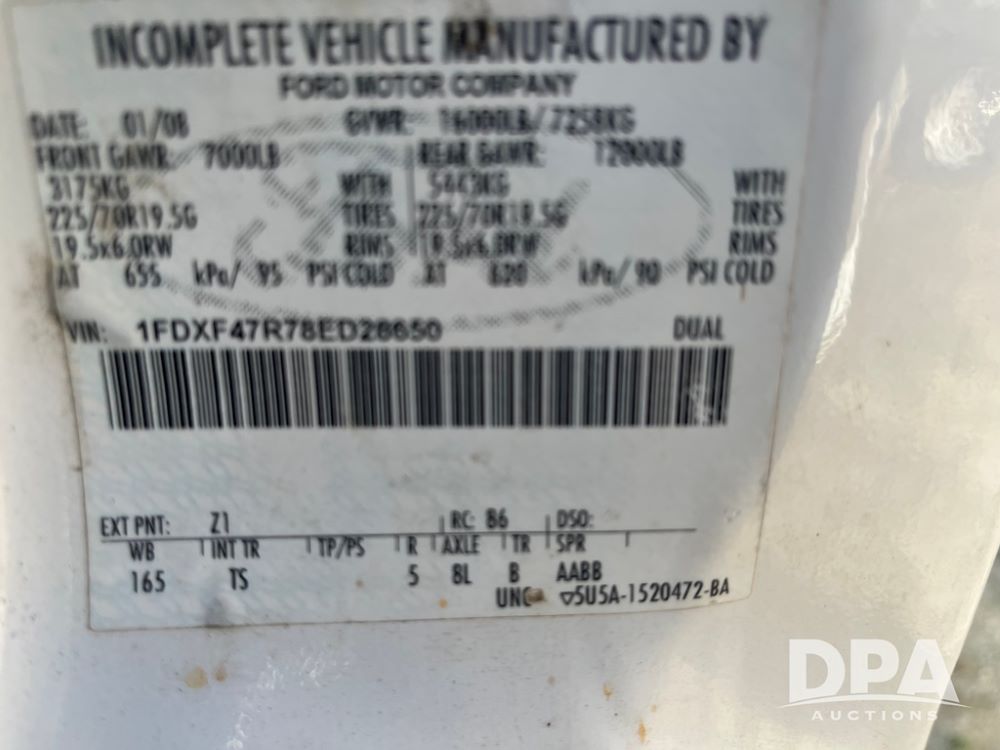 INCOMPLETE VEHICLE MANUFACTURED BY
FORD MOTOR COMPANY
DATE: 01/08 GVWR: 16000LB/ 7258KG
FRONT GAWR: 7000LB REAR GAWR: 12000LB
3175KG WITH 5443KG WITH
225/70R19.5G TIRES 225/70R19.5G TIRES
19.5x6.0RW RIMS 19.5x6.0RW RIMS
AT 655 kPa/ 95 PSI COLD AT 620 kPa/ 90 PSI COLD
VIN: 1FDXF47R78ED28650 DUAL
EXT PNT: Z1 RC: 86 DSO:
WB INT TR TP/PS R AXLE TR SPR
165 TS 5 8L B AABB
UNC ▽5U5A-1520472-BA
DPA
AUCTIONS